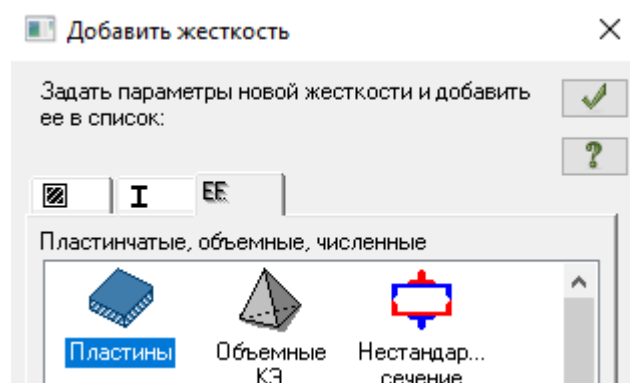 Добавить жесткость
Задать параметры новой жесткости и добавить
ее в список:
EE
Пластинчатые, объемные, численные
Пластины
Объемные
КЭ
Нестандар...
сечение